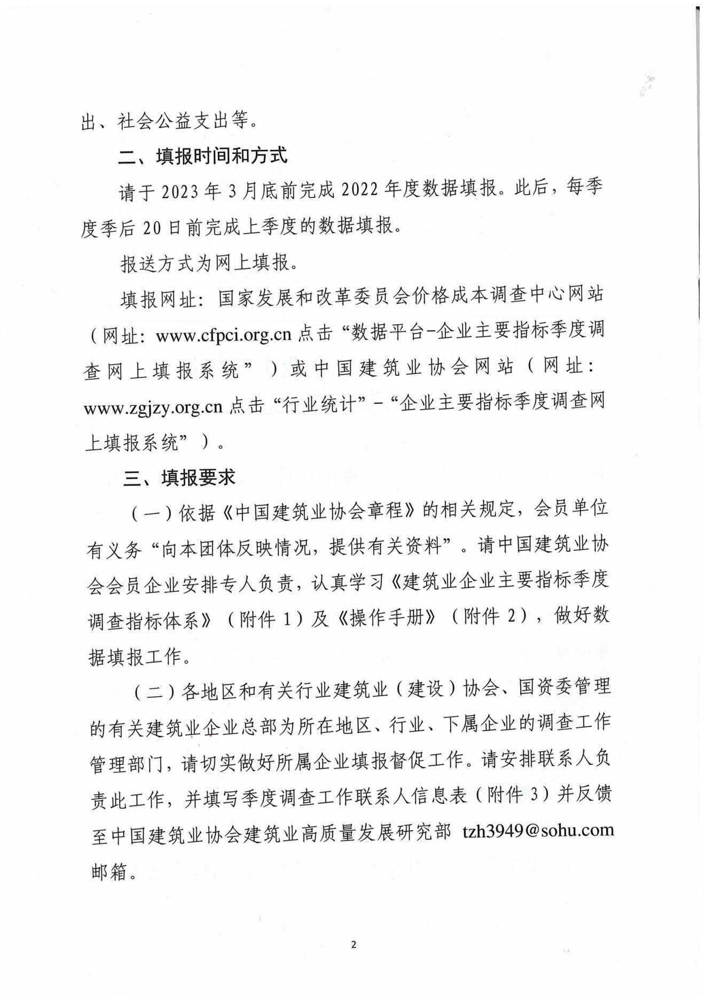 出、社会公益支出等。
二、填报时间和方式
请于 2023 年 3 月底前完成 2022 年度数据填报。此后，每季
度季后 20 日前完成上季度的数据填报。
报送方式为网上填报。
填报网址：国家发展和改革委员会价格成本调查中心网站
（网址：www.cfpci.org.cn 点击“数据平台-企业主要指标季度调
查网上填报系统”）或中国建筑业协会网站（网址：
www.zgjzy.org.cn 点击“行业统计”-“企业主要指标季度调查网
上填报系统”）。
三、填报要求
（一）依据《中国建筑业协会章程》的相关规定，会员单位
有义务“向本团体反映情况，提供有关资料”。请中国建筑业协
会会员企业安排专人负责，认真学习《建筑业企业主要指标季度
调查指标体系》（附件 1）及《操作手册》（附件 2），做好数
据填报工作。
（二）各地区和有关行业建筑业（建设）协会、国资委管理
的有关建筑业企业总部为所在地区、行业、下属企业的调查工作
管理部门，请切实做好所属企业填报督促工作。请安排联系人负
责此工作，并填写季度调查工作联系人信息表（附件 3）并反馈
至中国建筑业协会建筑业高质量发展研究部 tzh3949@sohu.com
邮箱。
2